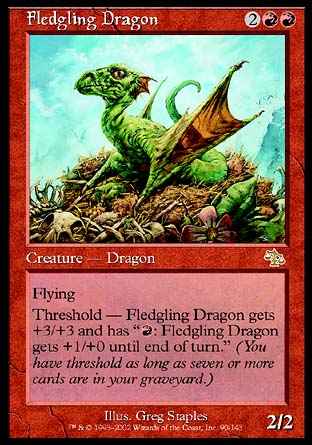 Fledgling Dragon 2
Creature — Dragon
Flying
Threshold — Fledgling Dragon gets
+3/+3 and has “: Fledgling Dragon
gets +1/+0 until end of turn.” (You
have threshold as long as seven or more
cards are in your graveyard.)
Illus. Greg Staples
2/2
™ & © 1993-2002 Wizards of the Coast, Inc. 90/143